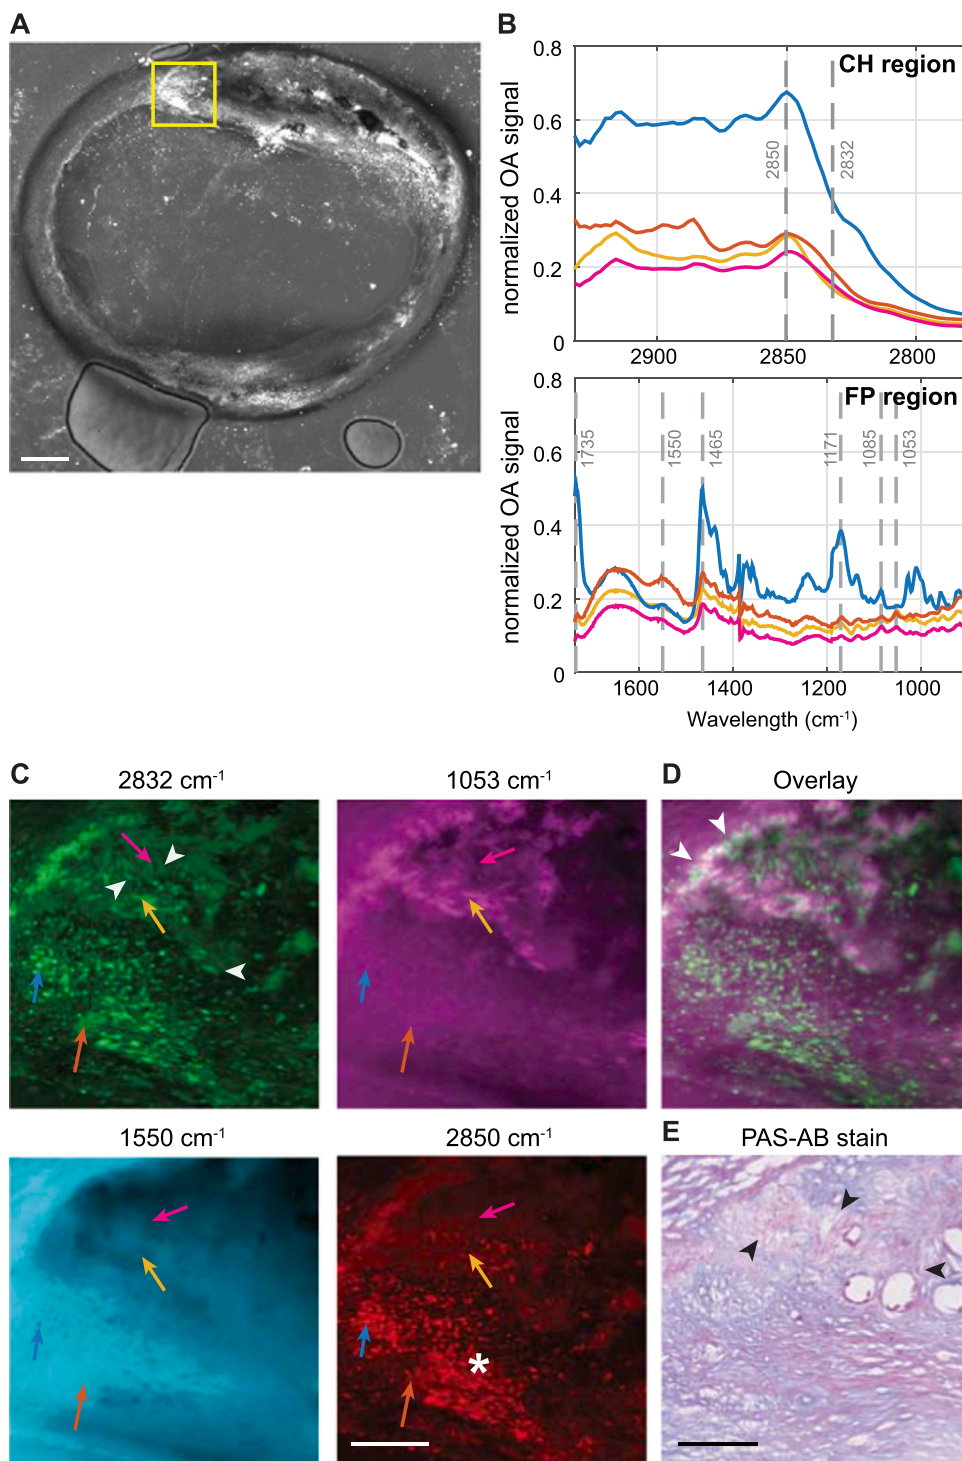 A
B
CH region
normalized OA signal
0.8
0.6
0.4
0.2
0
2850
2832
2900
2850
2800
FP region
normalized OA signal
0.8
0.6
0.4
0.2
0
1735
1550
1465
1171
1085
1053
1600
1400
1200
1000
Wavelength (cm-1)
C
2832 cm-1
1053 cm-1
D
Overlay
1550 cm-1
2850 cm-1
*
E
PAS-AB stain